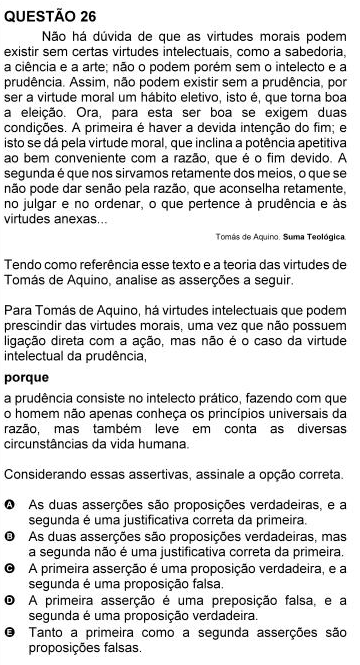 QUESTÃO 26
Não há dúvida de que as virtudes morais podem
existir sem certas virtudes intelectuais, como a sabedoria,
a ciência e a arte; não o podem porém sem o intelecto e a
prudência. Assim, não podem existir sem a prudência, por
ser a virtude moral um hábito eletivo, isto é, que torna boa
a eleição. Ora, para esta ser boa se exigem duas
condições. A primeira é haver a devida intenção do fim; e
isto se dá pela virtude moral, que inclina a potência apetitiva
ao bem conveniente com a razão, que é o fim devido. A
segunda é que nos sirvamos retamente dos meios, o que se
não pode dar senão pela razão, que aconselha retamente,
no julgar e no ordenar, o que pertence à prudência e às
virtudes anexas...
Tomás de Aquino. Suma Teológica.
Tendo como referência esse texto e a teoria das virtudes de
Tomás de Aquino, analise as asserções a seguir.
Para Tomás de Aquino, há virtudes intelectuais que podem
prescindir das virtudes morais, uma vez que não possuem
ligação direta com a ação, mas não é o caso da virtude
intelectual da prudência,
porque
a prudência consiste no intelecto prático, fazendo com que
o homem não apenas conheça os princípios universais da
razão, mas também leve em conta as diversas
circunstâncias da vida humana.
Considerando essas assertivas, assinale a opção correta.
A As duas asserções são proposições verdadeiras, e a
segunda é uma justificativa correta da primeira.
B As duas asserções são proposições verdadeiras, mas
a segunda não é uma justificativa correta da primeira.
C A primeira asserção é uma proposição verdadeira, e a
segunda é uma proposição falsa.
D A primeira asserção é uma preposição falsa, e a
segunda é uma proposição verdadeira.
E Tanto a primeira como a segunda asserções são
proposições falsas.